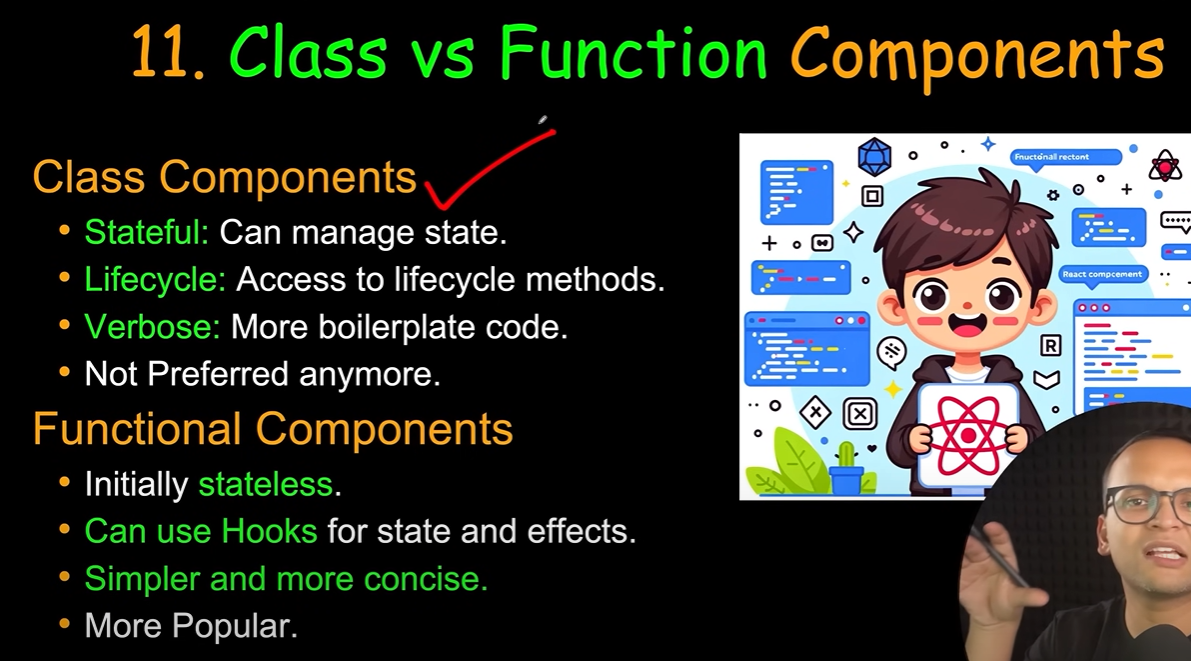 11. Class vs Function Components
Class Components
• Stateful: Can manage state.
• Lifecycle: Access to lifecycle methods.
• Verbose: More boilerplate code.
• Not Preferred anymore.
Functional Components
• Initially stateless.
• Can use Hooks for state and effects.
• Simpler and more concise.
• More Popular.
React compcement
R